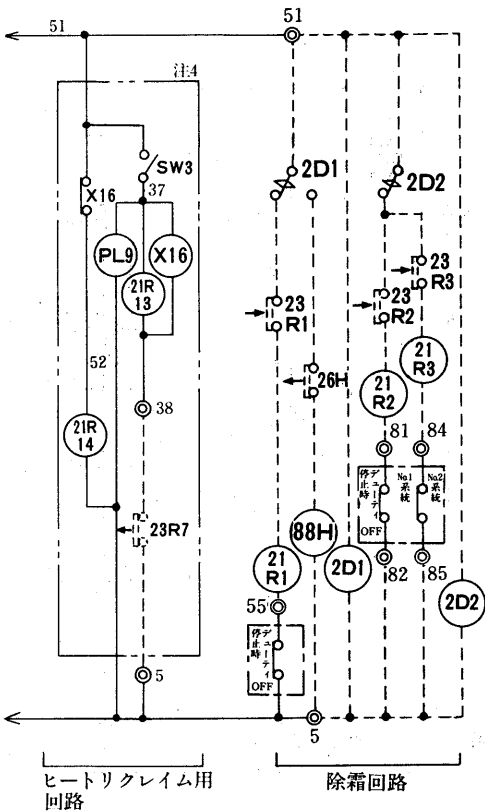 51
51
注4
SW3
37
X16
2D1
2D2
PL9
X16
21R
13
23
R1
23
R2
23
R3
52
26H
21
R2
21
R3
38
81
84
21R
14
デューティ
停止時
OFF
No1
系統
No2
系統
23R7
88H
82
85
21
R1
2D1
2D2
55
デューティ
停止時
OFF
5
5
ヒートリクレイム用
回路
除霜回路